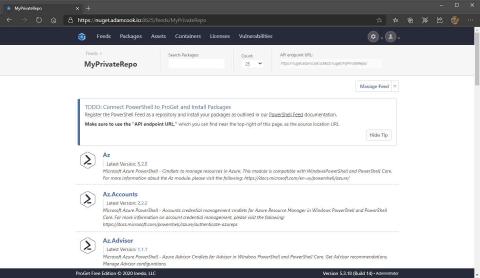 MyPrivateRepo
https://nuget.adamcook.io:8625/feeds/MyPrivateRepo
Feeds Packages Assets Containers Licenses Vulnerabilities
Feeds
MyPrivateRepo
Search Packages:
Count:
25
API endpoint URL:
https://nuget.adamcook.io:8625/nuget/MyPrivateRepo/
Manage Feed
TODO: Connect PowerShell to ProGet and Install Packages
Register the PowerShell Feed as a repository and install your packages as outlined in our PowerShell Feed documentation.
Make sure to use the "API endpoint URL," which you can find near the top-right of this page, as the source location URL.
Hide Tip
Az
Latest Version: 5.2.0
Microsoft Azure PowerShell - Cmdlets to manage resources in Azure. This module is compatible with WindowsPowerShell and PowerShell Core.
For more information about the Az module, please visit the following: https://docs.microsoft.com/en-us/powershell/azure/
Az.Accounts
Latest Version: 2.2.2
Microsoft Azure PowerShell - Accounts credential management cmdlets for Azure Resource Manager in Windows PowerShell and PowerShell
Core. For more information on account credential management, please visit the following:
https://docs.microsoft.com/powershell/azure/authenticate-azureps
Az.Advisor
Latest Version: 1.1.1
Microsoft Azure PowerShell - Azure Advisor Cmdlets for Advisor in Windows PowerShell and PowerShell Core. Get Advisor recommendations,
Manage Advisor configurations
ProGet Free Edition © 2020 Inedo, LLC
Version 5.3.18 (Build 14) - Administrator